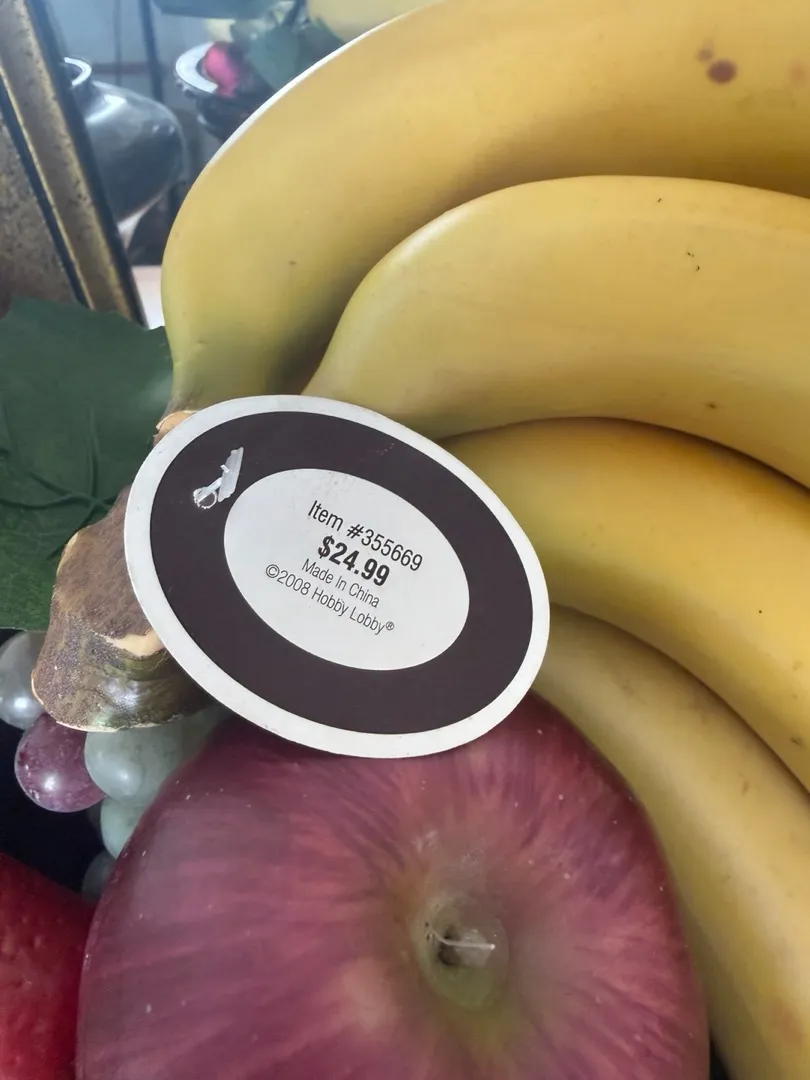 Item #355669
$24.99
Made In China
©2008 Hobby Lobby®